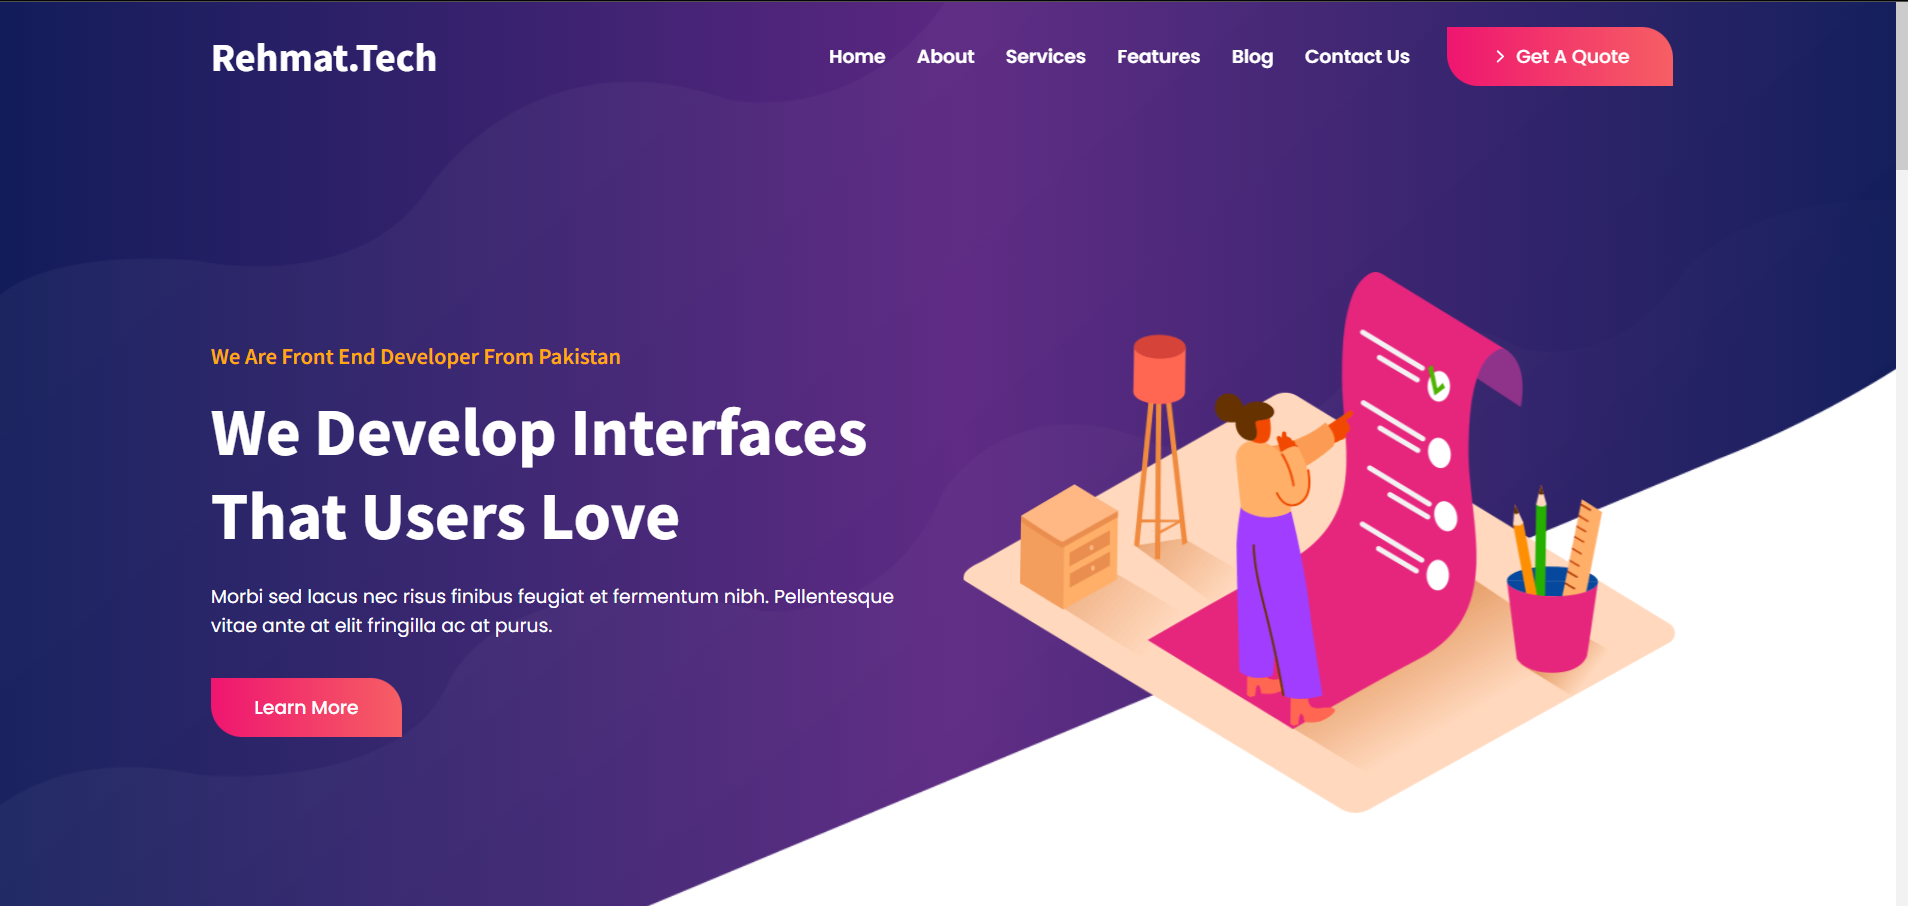 Rehmat.Tech
Home About Services Features Blog Contact Us > Get A Quote
We Are Front End Developer From Pakistan
We Develop Interfaces
That Users Love
Morbi sed lacus nec risus finibus feugiat et fermentum nibh. Pellentesque
vitae ante at elit fringilla ac at purus.
Learn More